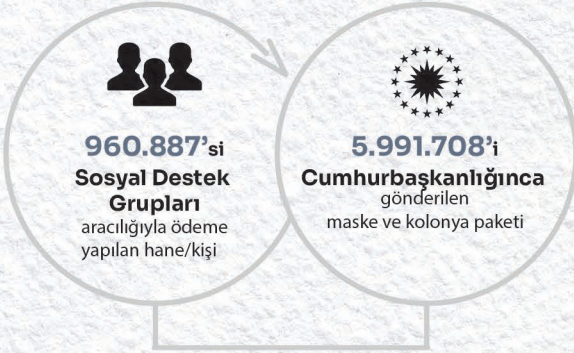 960.887’si
Sosyal Destek
Grupları
aracılığıyla ödeme
yapılan hane/kişi
5.991.708’i
Cumhurbaşkanlığınca
gönderilen
maske ve kolonya paketi